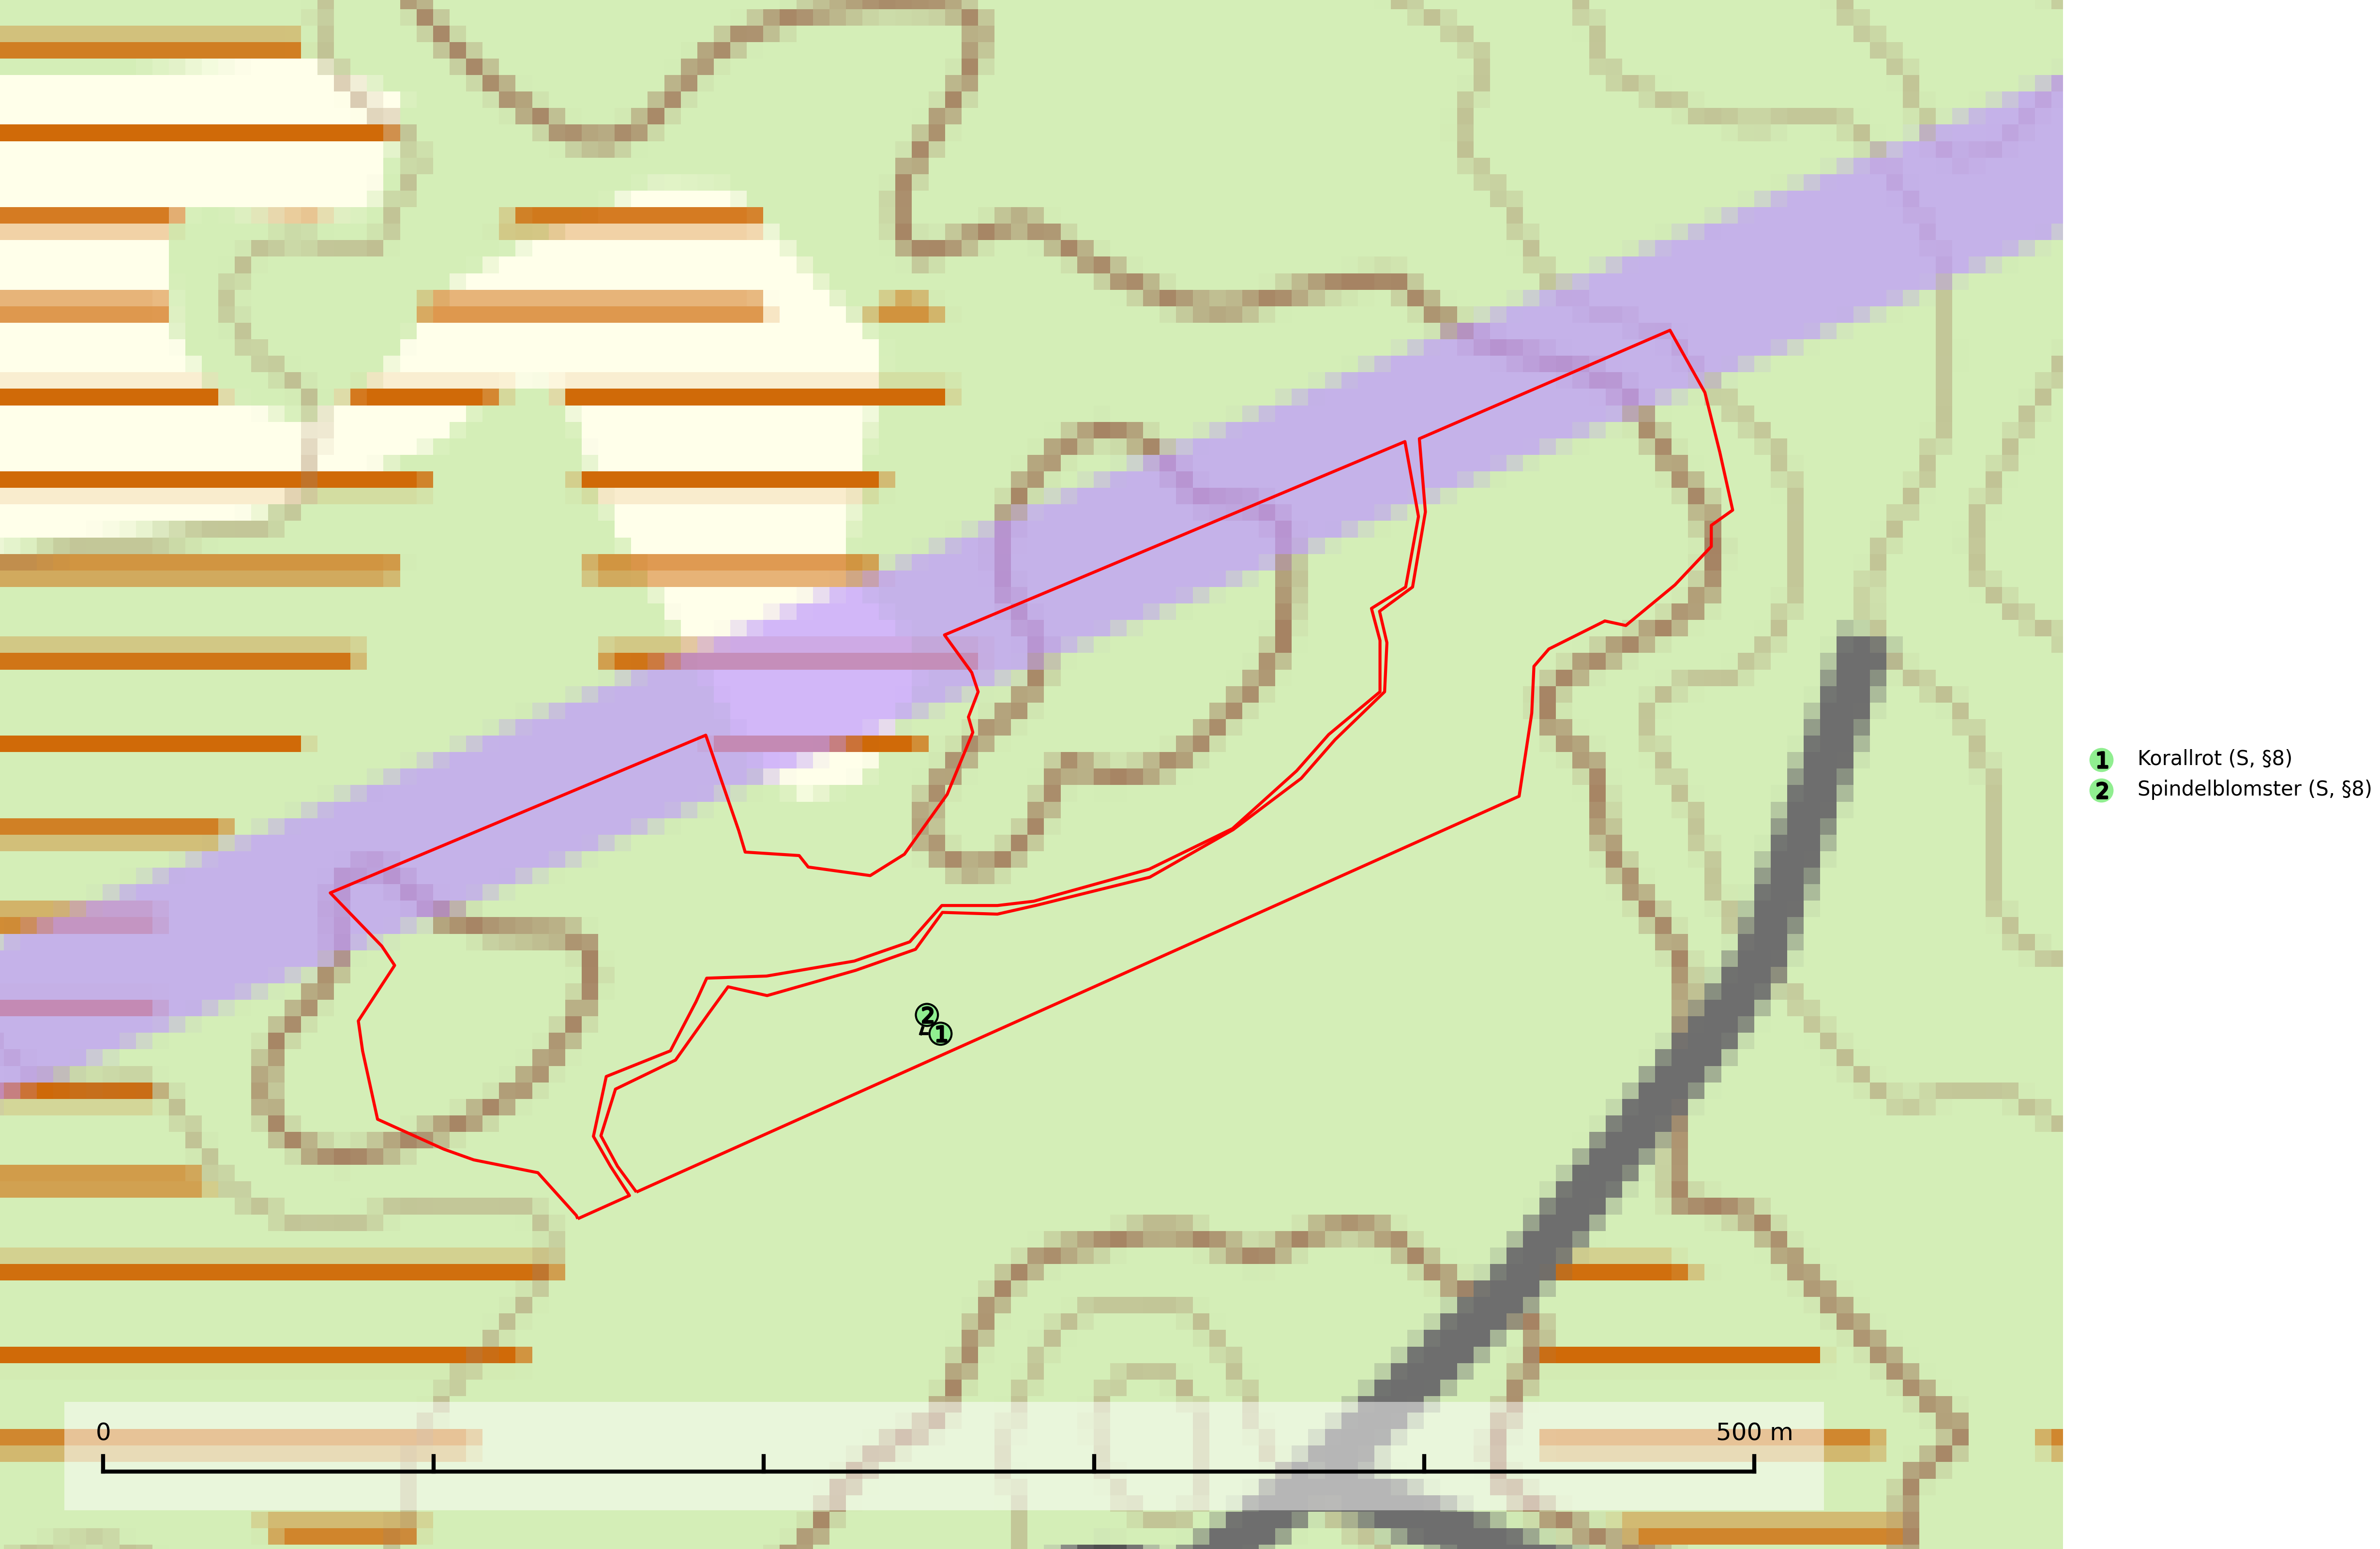 2
1
1 Korallrot (S, §8)
2 Spindelblomster (S, §8)
0 500 m